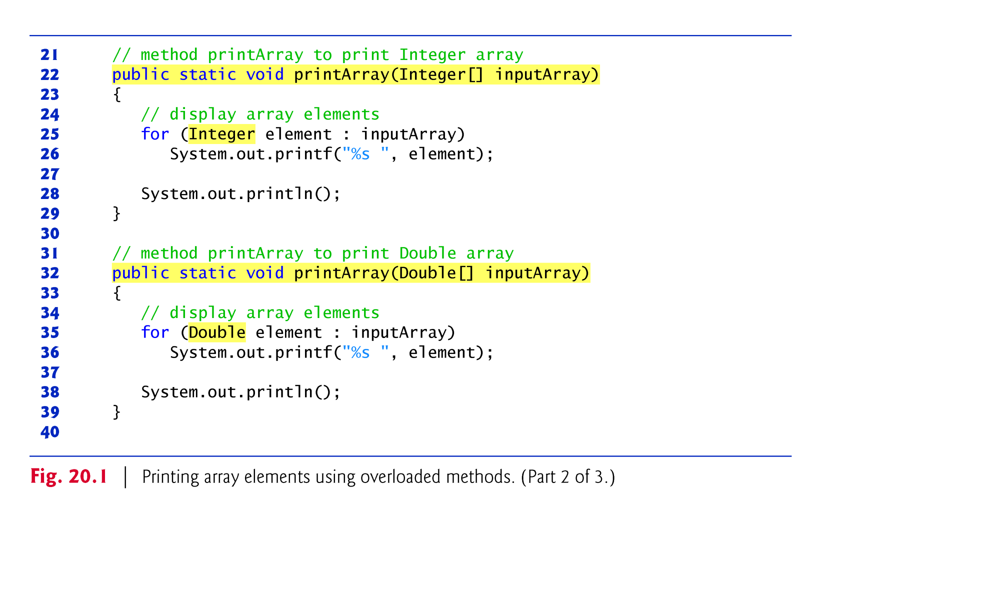 21 // method printArray to print Integer array
22 public static void printArray(Integer[] inputArray)
23 {
24    // display array elements
25    for (Integer element : inputArray)
26       System.out.printf("%s ", element);
27
28    System.out.println();
29 }
30
31 // method printArray to print Double array
32 public static void printArray(Double[] inputArray)
33 {
34    // display array elements
35    for (Double element : inputArray)
36       System.out.printf("%s ", element);
37
38    System.out.println();
39 }
40
Fig. 20.1 | Printing array elements using overloaded methods. (Part 2 of 3.)